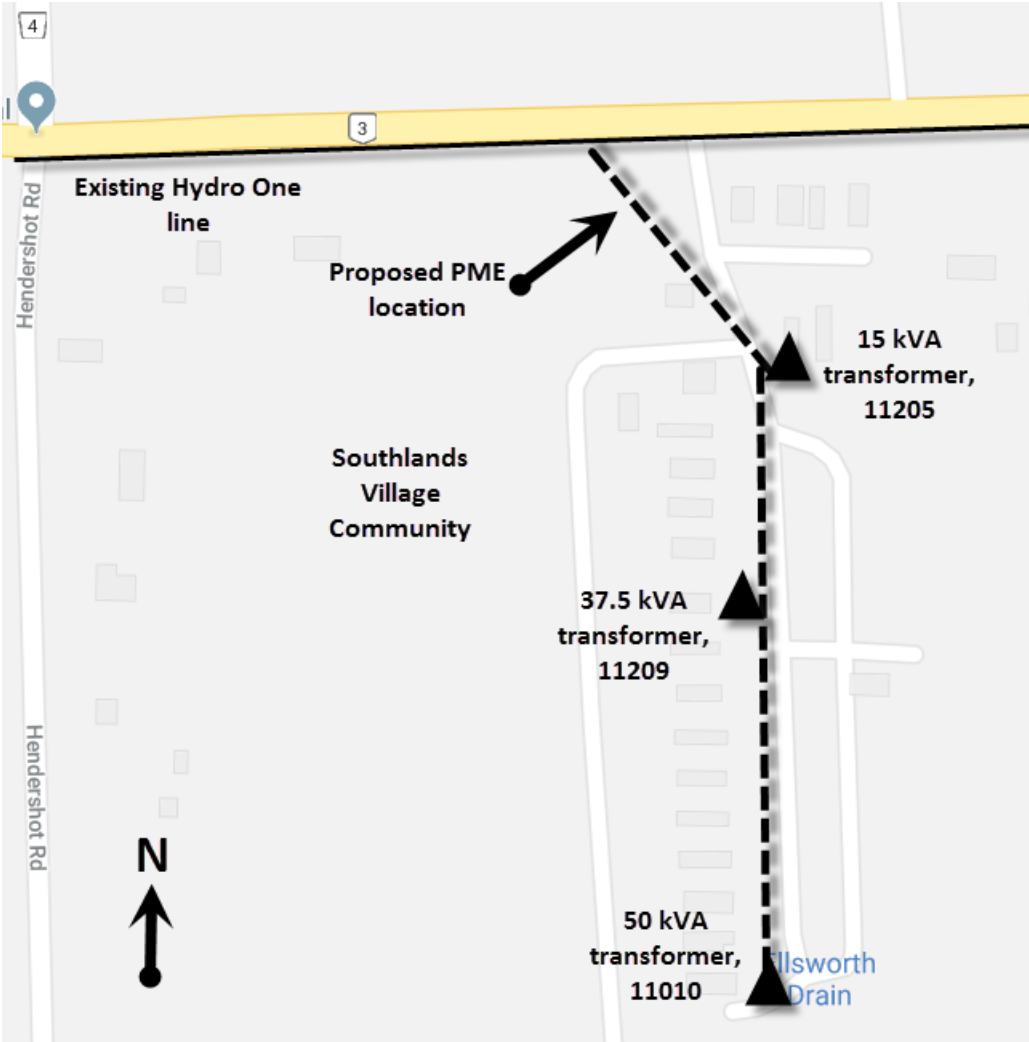 4
l
3
Existing Hydro One
line
Hendershot Rd
Proposed PME
location
15 kVA
transformer,
11205
Southlands
Village
Community
37.5 kVA
transformer,
11209
Hendershot Rd
N
50 kVA
transformer,
11010
llsworth
Drain